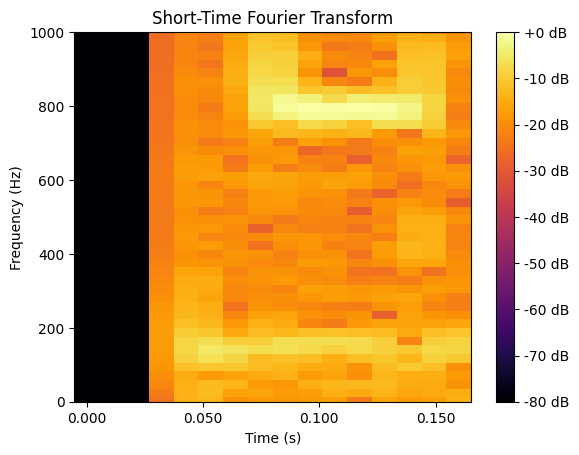 Short-Time Fourier Transform
1000
800
600
400
200
0
Frequency (Hz)
0.000
0.050
0.100
0.150
Time (s)
+0 dB
-10 dB
-20 dB
-30 dB
-40 dB
-50 dB
-60 dB
-70 dB
-80 dB